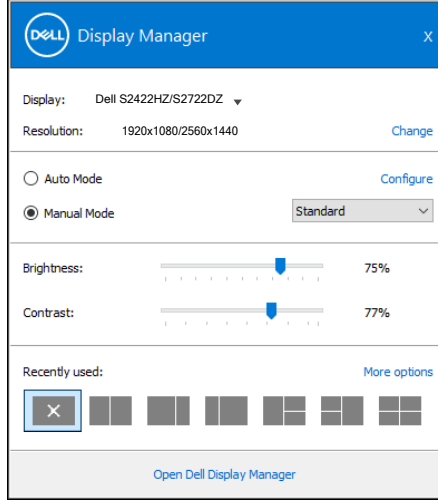 DELL Display Manager X
Display: Dell S2422HZ/S2722DZ
Resolution: 1920x1080/2560x1440 Change
Auto Mode Configure
Manual Mode Standard
Brightness: 75%
Contrast: 77%
Recently used: More options
Open Dell Display Manager